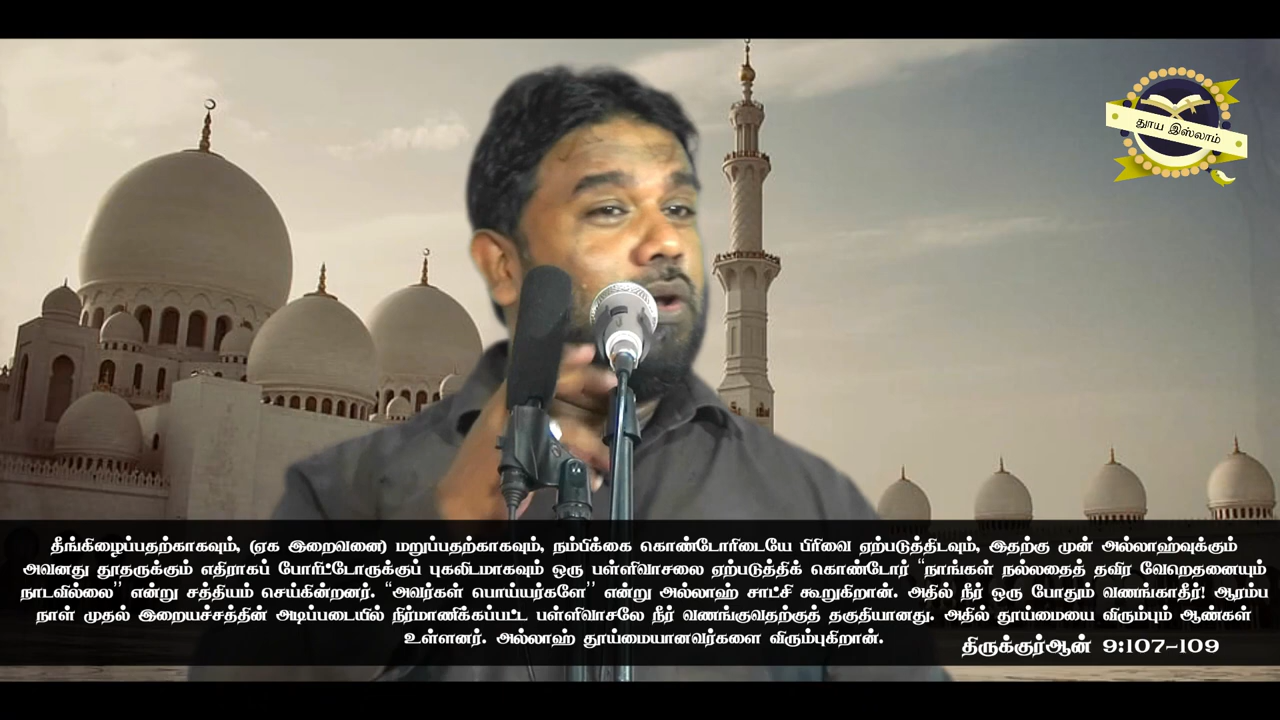 தூய இஸ்லாம்
தீங்கிழைப்பதற்காகவும், (ஏக இறைவனை) மறுப்பதற்காகவும், நம்பிக்கை கொண்டோரிடையே பிரிவை ஏற்படுத்திடவும், இதற்கு முன் அல்லாஹ்வுக்கும்
அவனது தூதருக்கும் எதிராகப் போரிட்டோருக்குப் புகலிடமாகவும் ஒரு பள்ளிவாசலை ஏற்படுத்திக் கொண்டோர் “நாங்கள் நல்லதைத் தவிர வேறெதனையும்
நாடவில்லை’’ என்று சத்தியம் செய்கின்றனர். “அவர்கள் பொய்யர்களே’’ என்று அல்லாஹ் சாட்சி கூறுகிறான். அதில் நீர் ஒரு போதும் வணங்காதீர்! ஆரம்ப
நாள் முதல் இறையச்சத்தின் அடிப்படையில் நிர்மாணிக்கப்பட்ட பள்ளிவாசலே நீர் வணங்குவதற்குத் தகுதியானது. அதில் தூய்மையை விரும்பும் ஆண்கள்
உள்ளனர். அல்லாஹ் தூய்மையானவர்களை விரும்புகிறான்.
திருக்குர்ஆன் 9:107-109